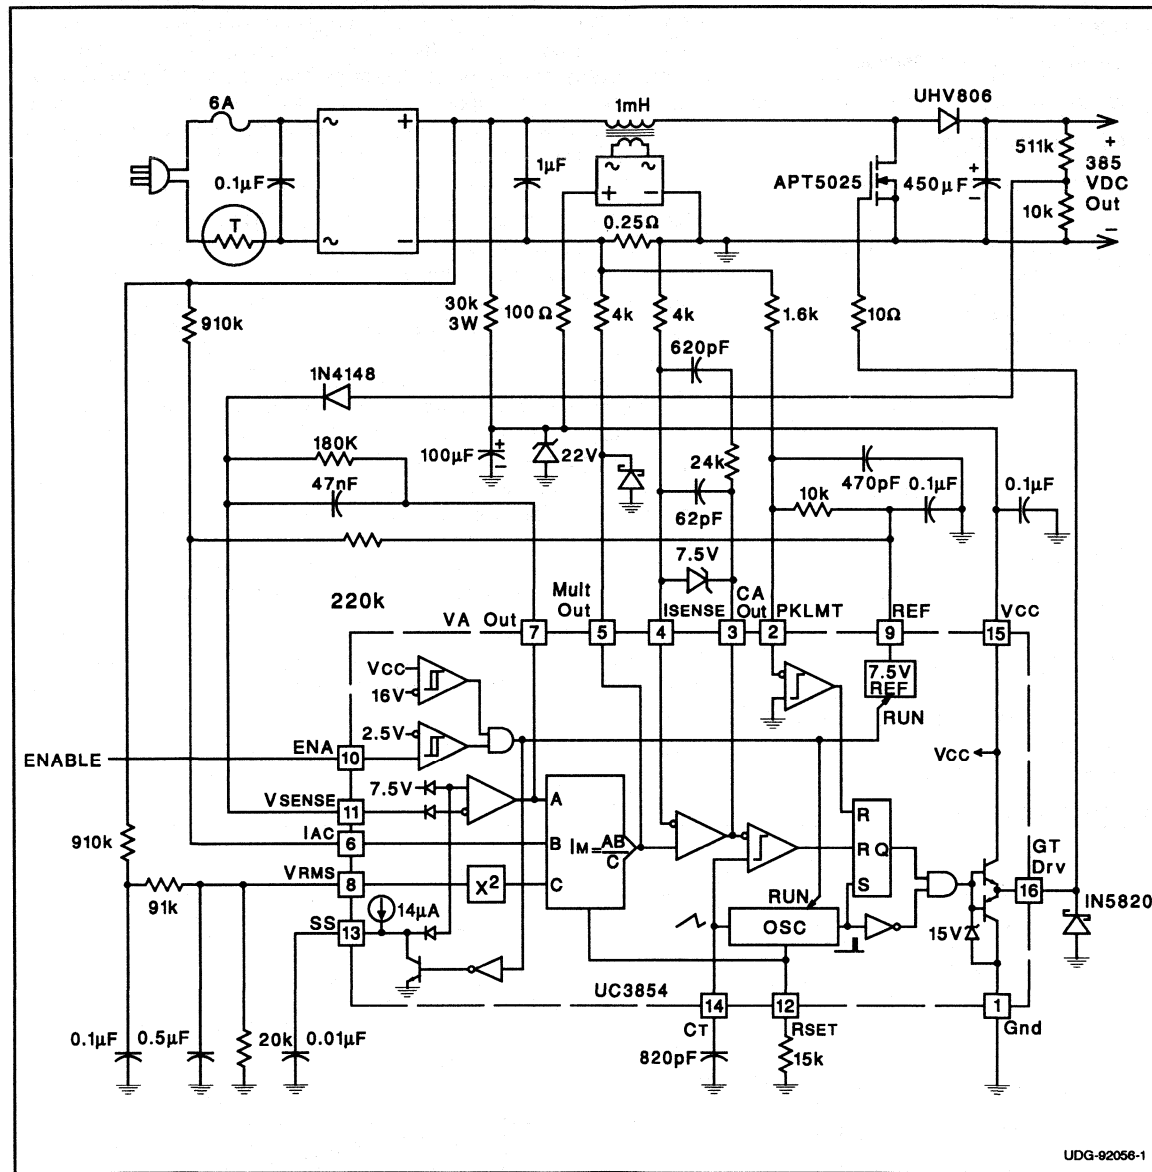 6A
1mH
UHV806
~
+
0.1µF
1µF
~ ~
+ −
APT5025
+
450µF
−
511k
+
385
VDC
Out
10k
−
T
~
−
0.25Ω
910k
30k
3W
100Ω
4k
4k
1.6k
10Ω
620pF
1N4148
180K
100µF
+
−
22V
24k
47nF
62pF
470pF
10k
0.1µF
0.1µF
7.5V
220k
VA Out
Mult
Out
ISENSE
CA
Out
PKLMT
REF
VCC
7
5
4
3
2
9
15
VCC
16V
7.5V
REF
RUN
2.5V
ENABLE
ENA
10
VCC
VSENSE
11
7.5V
A
IAC
6
B
IM=AB/C
R
R Q
S
910k
VRMS
8
X²
C
91k
GT
Drv
16
IN5820
SS
13
14µA
RUN
OSC
15V
UC3854
14
12
1
CT
RSET
Gnd
0.1µF
0.5µF
20k
0.01µF
820pF
15k
UDG-92056-1